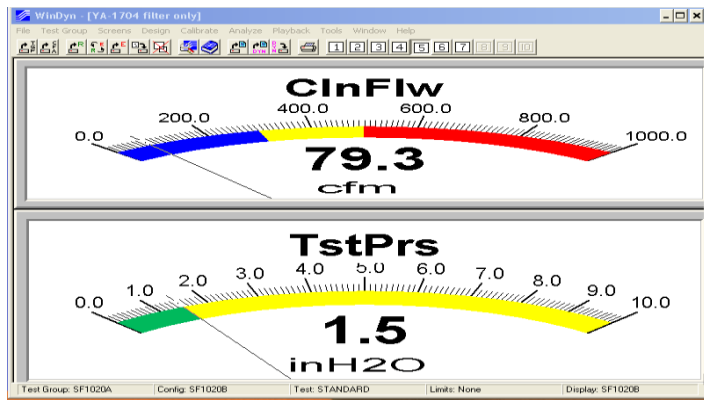 WinDyn - [YA-1704 filter only]
File Test Group Screens Design Calibrate Analyze Playback Tools Window Help
1 2 3 4 5 6 7 8 9 10
ClnFlw
0.0 200.0 400.0 600.0 800.0 1000.0
79.3
cfm
TstPrs
0.0 1.0 2.0 3.0 4.0 5.0 6.0 7.0 8.0 9.0 10.0
1.5
inH2O
Test Group: SF1020A Config: SF1020B Test: STANDARD Limits: None Display: SF1020B